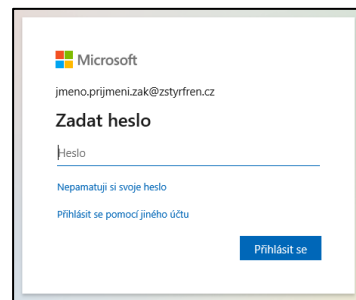 Microsoft
jmeno.prijmeni.zak@zstyrfren.cz
Zadat heslo
Heslo
Nepamatuji si svoje heslo
Přihlásit se pomocí jiného účtu
Přihlásit se